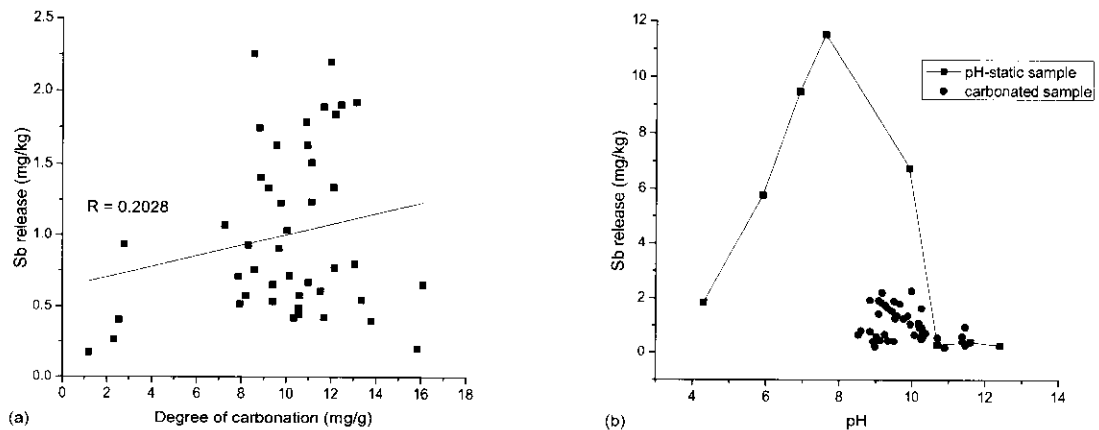 2.5
2.0
1.5
1.0
0.5
0.0
Sb release (mg/kg)
R = 0.2028
0 2 4 6 8 10 12 14 16 18
Degree of carbonation (mg/g)
(a)
12
10
8
6
4
2
0
Sb release (mg/kg)
pH-static sample
carbonated sample
4 6 8 10 12 14
pH
(b)